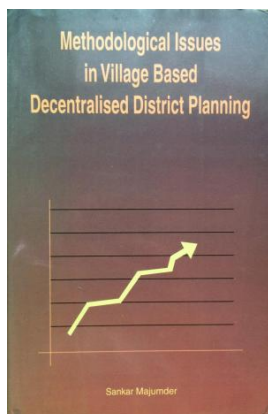 Methodological Issues
in Village Based
Decentralised District Planning
Sankar Majumder